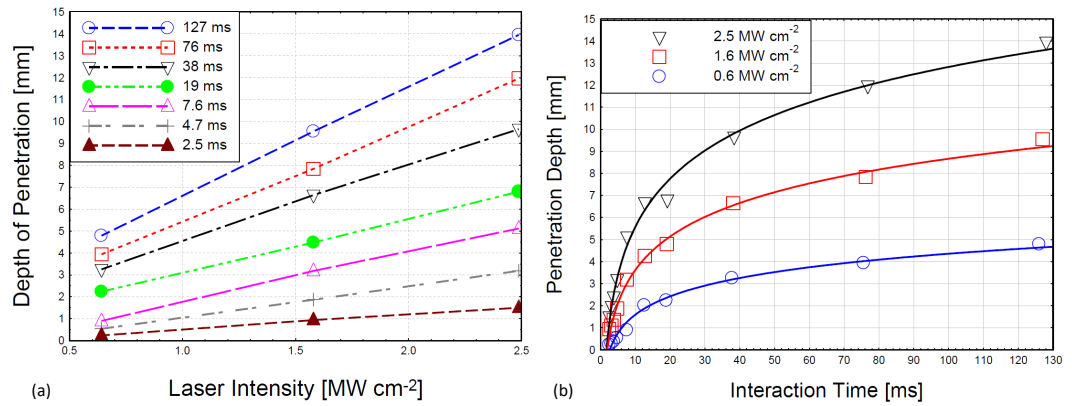 15
14
13
12
11
10
9
8
7
6
5
4
3
2
1
0
Depth of Penetration [mm]
127 ms
76 ms
38 ms
19 ms
7.6 ms
4.7 ms
2.5 ms
0.5 1.0 1.5 2.0 2.5
(a) Laser Intensity [MW cm-2]
15
14
13
12
11
10
9
8
7
6
5
4
3
2
1
0
Penetration Depth [mm]
2.5 MW cm-2
1.6 MW cm-2
0.6 MW cm-2
0 10 20 30 40 50 60 70 80 90 100 110 120 130
(b) Interaction Time [ms]